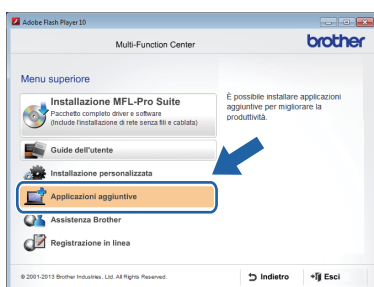 Adobe Flash Player 10
Multi-Function Center
brother
Menu superiore
Installazione MFL-Pro Suite
Pacchetto completo driver e software
(Include l'installazione di rete senza fili e cablata)
È possibile installare applicazioni
aggiuntive per migliorare la
produttività.
Guide dell'utente
Installazione personalizzata
Applicazioni aggiuntive
Assistenza Brother
Registrazione in linea
© 2001-2013 Brother Industries, Ltd. All Rights Reserved.
Indietro
Esci